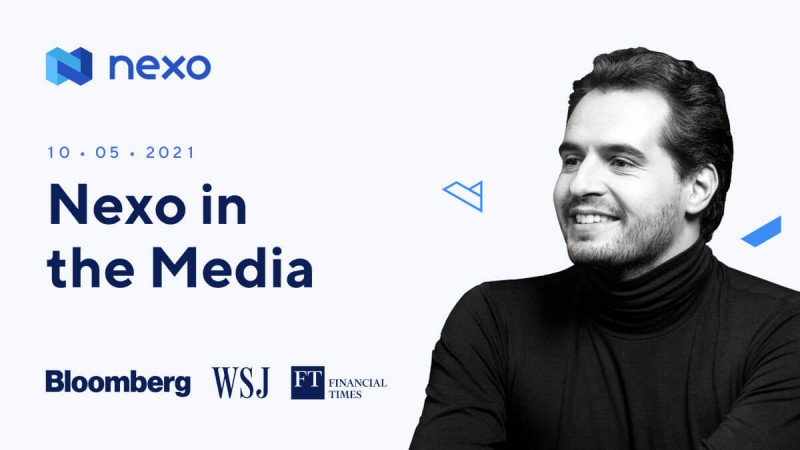 nexo
10 • 05 • 2021
Nexo in
the Media
Bloomberg WSJ FT FINANCIAL
TIMES